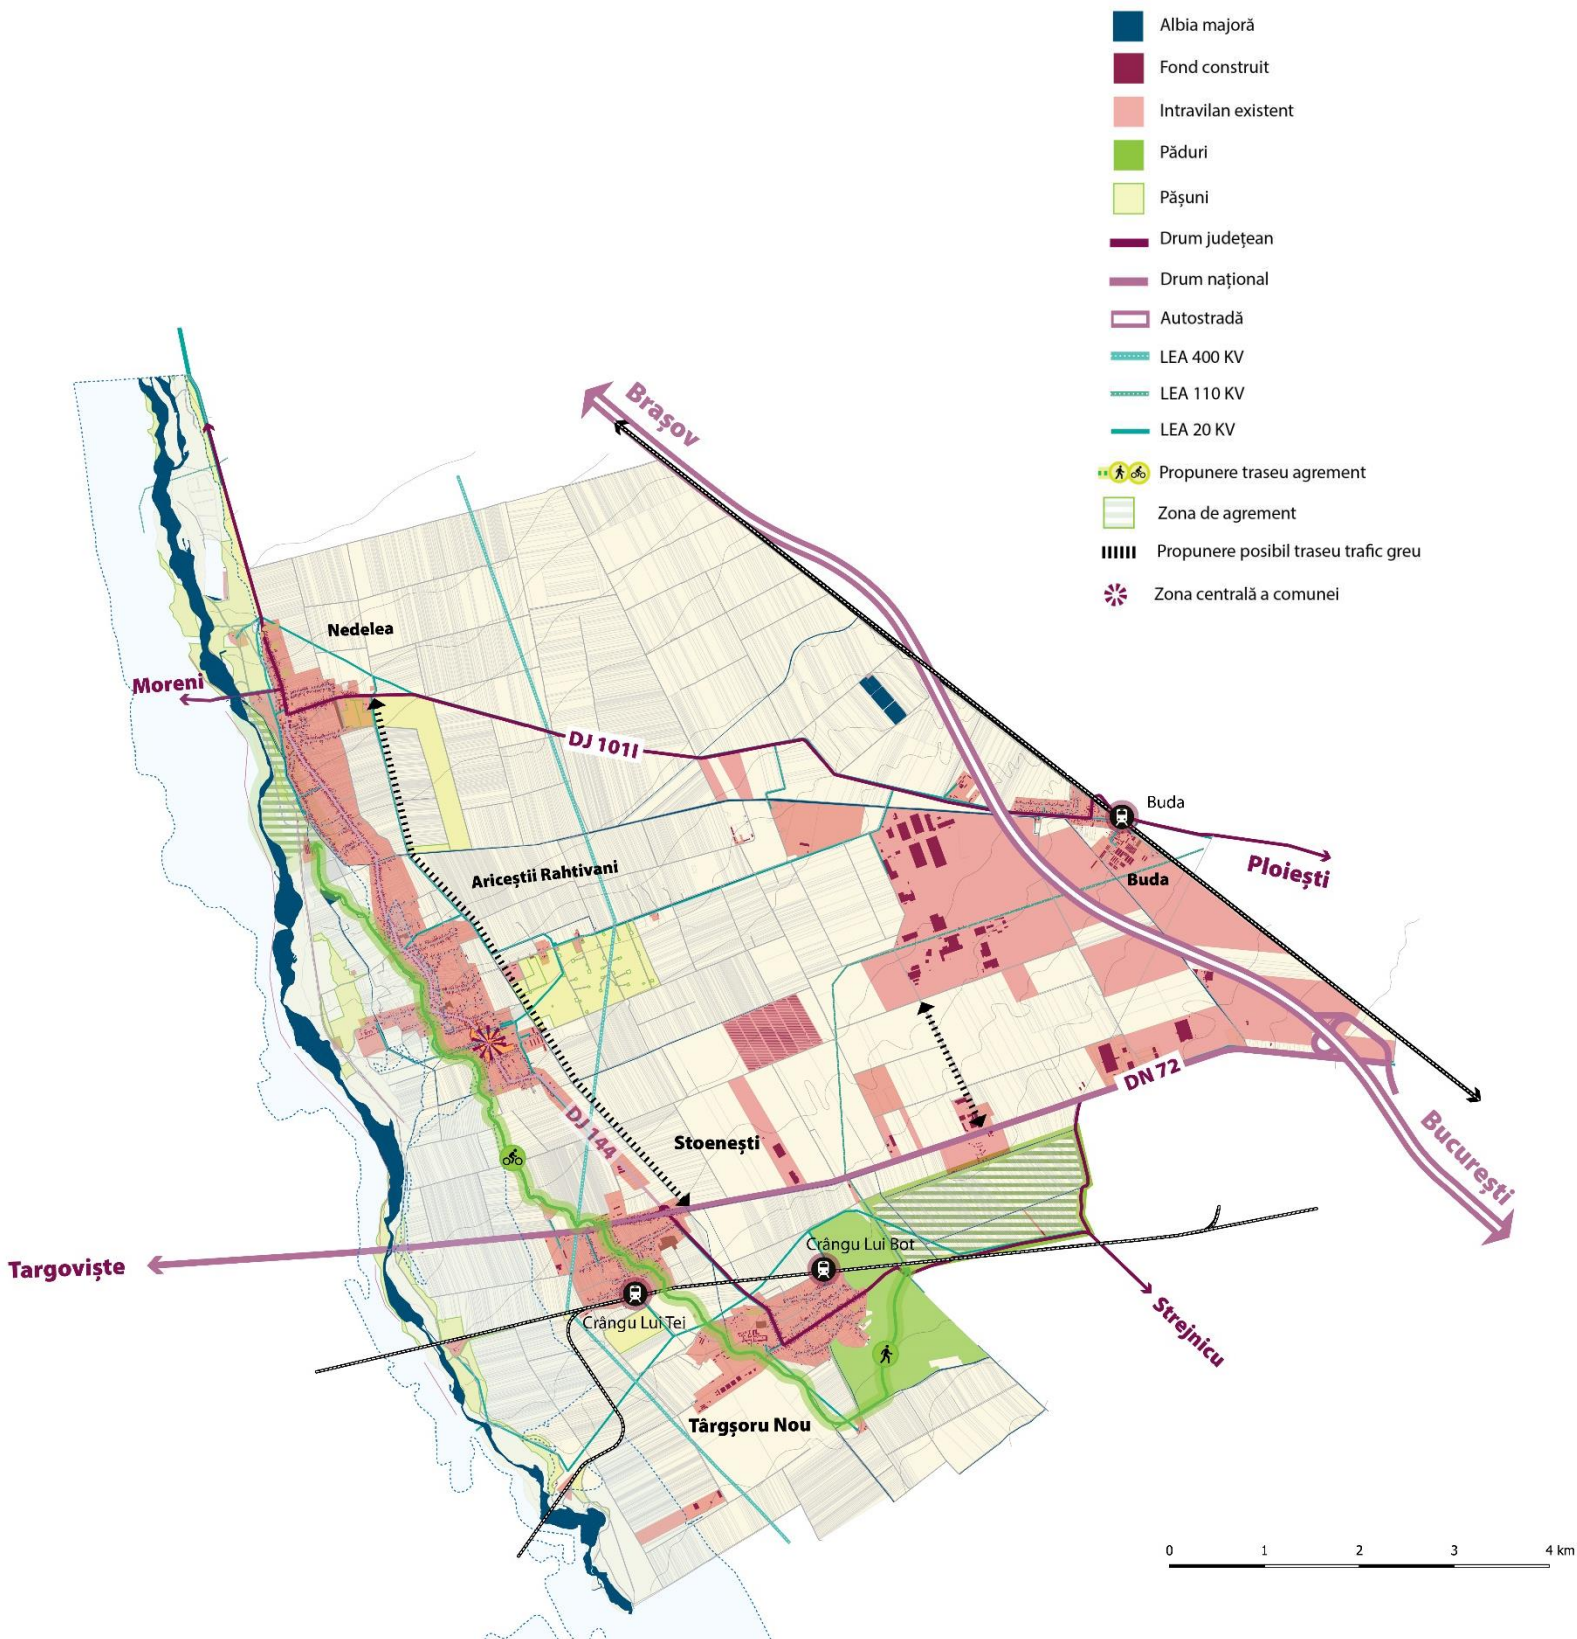 Albia majoră
Fond construit
Intravilan existent
Păduri
Pășuni
Drum județean
Drum național
Autostradă
LEA 400 KV
LEA 110 KV
LEA 20 KV
Propunere traseu agrement
Zona de agrement
Propunere posibil traseu trafic greu
Zona centrală a comunei
Brașov
Nedelea
Moreni
DJ 101I
Buda
Ploiești
Buda
Ariceștii Rahtivani
DN 72
DJ 144
Stoenești
București
Crângu Lui Bot
Targoviște
Crângu Lui Tei
Strejnicu
Târgșoru Nou
0 1 2 3 4 km